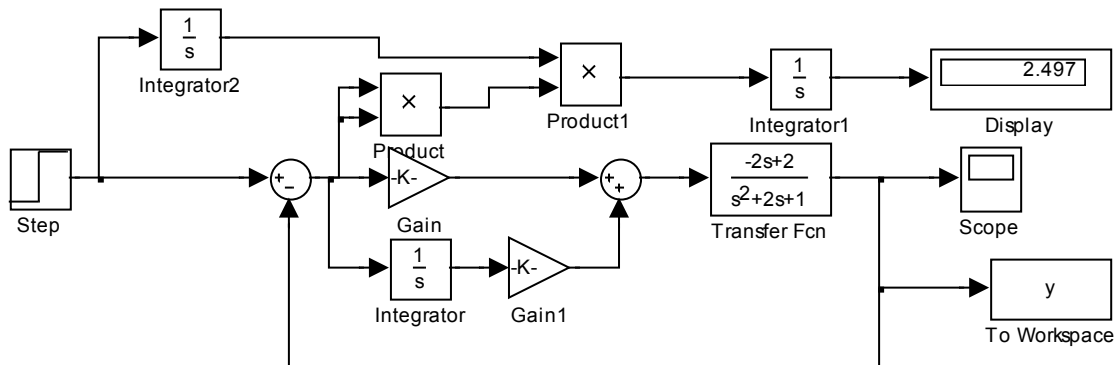 1
s
Integrator2
×
Product
×
Product1
1
s
Integrator1
2.497
Display
Step
+
−
-K-
Gain
1
s
Integrator
-K-
Gain1
+
+
-2s+2
s²+2s+1
Transfer Fcn
Scope
y
To Workspace